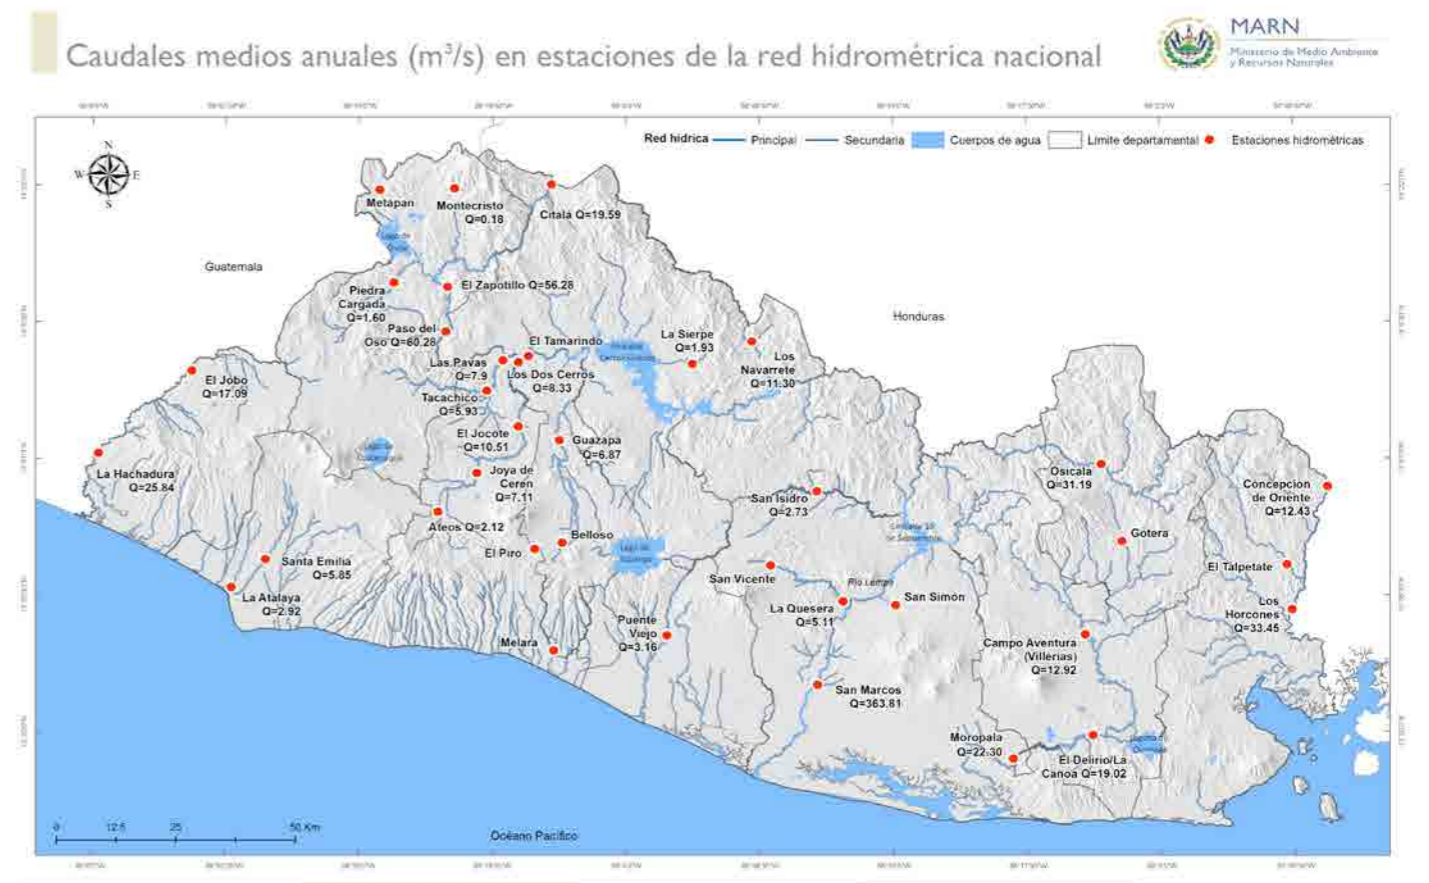 Caudales medios anuales (m³/s) en estaciones de la red hidrométrica nacional
MARN
Ministerio de Medio Ambiente
y Recursos Naturales
Red hídrica
Principal
Secundaria
Cuerpos de agua
Límite departamental
Estaciones hidrométricas
N
W
E
S
Guatemala
Honduras
Metapan
Montecristo
Q=0.18
Citalá Q=19.59
Piedra
Cargada
Q=1.60
El Zapotillo Q=56.28
Paso del
Oso Q=60.28
El Tamarindo
Las Pavas
Q=7.9
Los Dos Cerros
Q=8.33
La Sierpe
Q=1.93
Los
Navarrete
Q=11.30
El Jobo
Q=17.09
Tacachico
Q=5.93
El Jocote
Q=10.51
Guazapa
Q=6.87
La Hachadura
Q=25.84
Joya de
Ceren
Q=7.11
San Isidro
Q=2.73
Osicala
Q=31.19
Concepcion
de Oriente
Q=12.43
Ateos Q=2.12
El Piro
Belloso
Lago de
Gotera
Santa Emilia
Q=5.85
La Atalaya
Q=2.92
San Vicente
Río Lempa
La Quesera
Q=5.11
San Simón
El Talpetate
Los
Horcones
Q=33.45
Puente
Viejo
Q=3.16
Melara
Campo Aventura
(Villerias)
Q=12.92
San Marcos
Q=363.81
Moropala
Q=22.30
El Delirio/La
Canoa Q=19.02
0 12.5 25 50 Km
Océano Pacífico